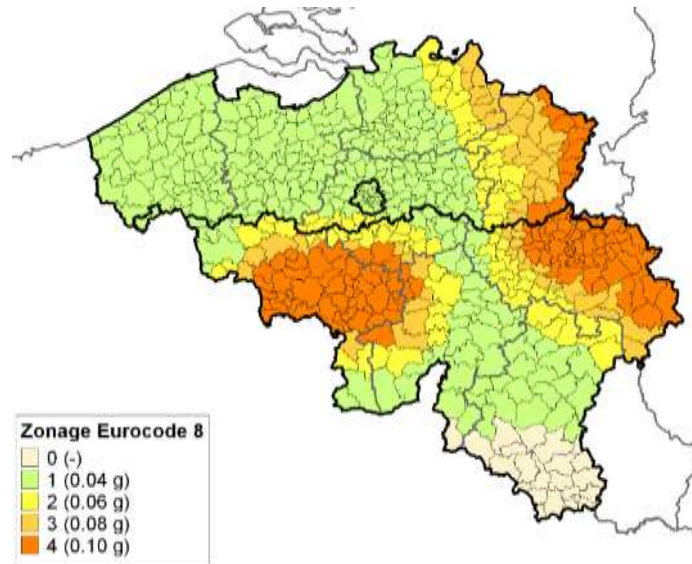 Zonage Eurocode 8
0 (-)
1 (0.04 g)
2 (0.06 g)
3 (0.08 g)
4 (0.10 g)